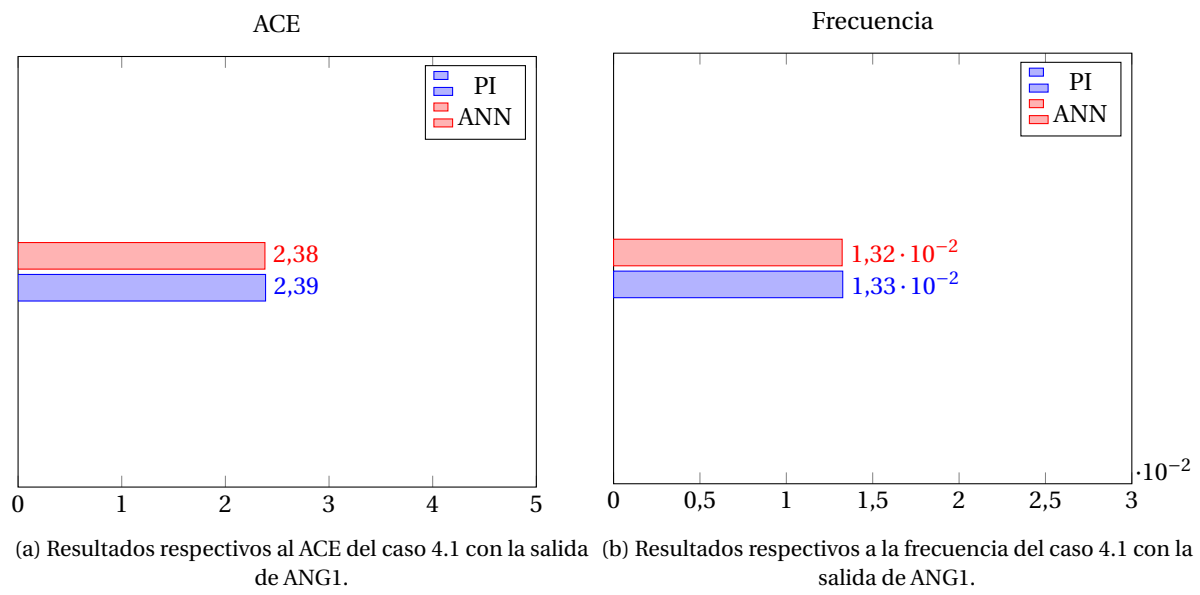 ACE
PI
ANN
2,38
2,39
0 1 2 3 4 5
(a) Resultados respectivos al ACE del caso 4.1 con la salida
de ANG1.
Frecuencia
PI
ANN
1,32 · 10⁻²
1,33 · 10⁻²
·10⁻²
0 0,5 1 1,5 2 2,5 3
(b) Resultados respectivos a la frecuencia del caso 4.1 con la
salida de ANG1.